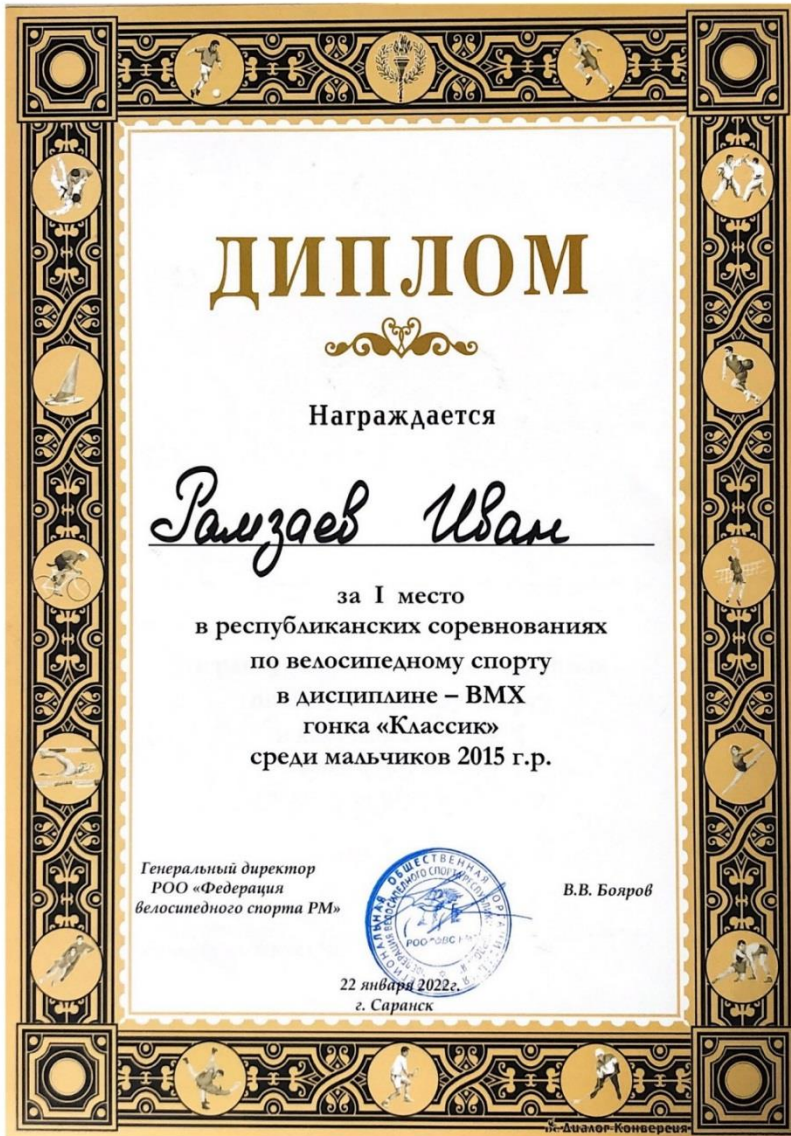 ДИПЛОМ
Награждается
Рамзаев Иван
за I место
в республиканских соревнованиях
по велосипедному спорту
в дисциплине – BMX
гонка «Классик»
среди мальчиков 2015 г.р.
Генеральный директор
РОО «Федерация
велосипедного спорта РМ»
В.В. Бояров
22 января 2022г.
г. Саранск
Диалог-Конверсия